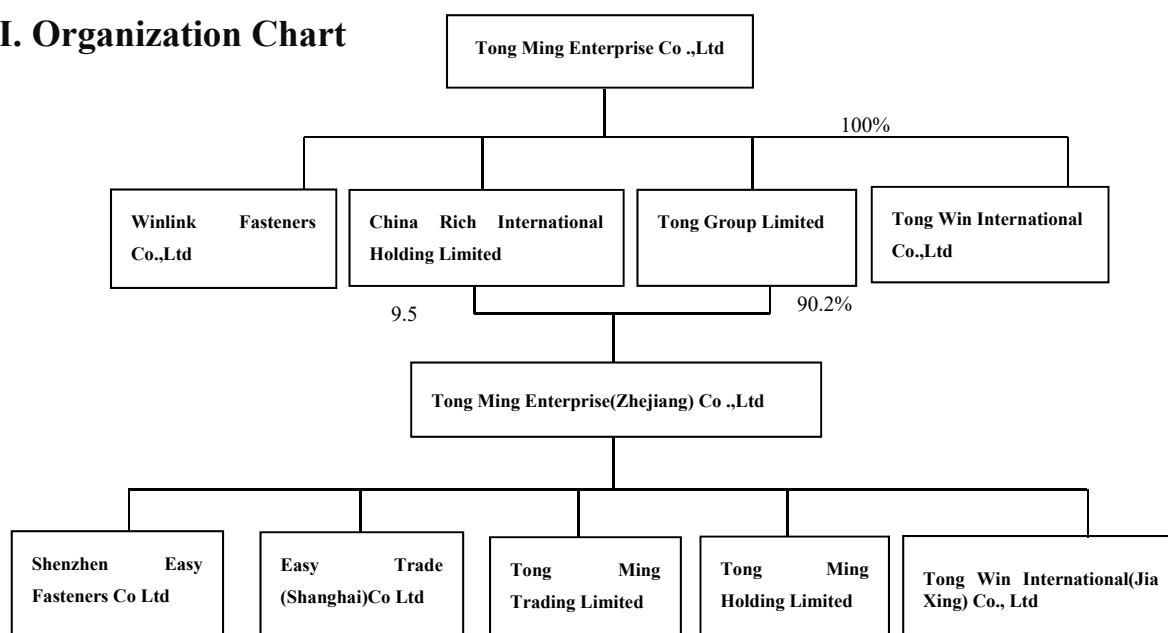 I. Organization Chart
Tong Ming Enterprise Co .,Ltd
100%
Winlink Fasteners
Co.,Ltd
China Rich International
Holding Limited
Tong Group Limited
Tong Win International
Co.,Ltd
9.5
90.2%
Tong Ming Enterprise(Zhejiang) Co .,Ltd
Shenzhen Easy
Fasteners Co Ltd
Easy Trade
(Shanghai)Co Ltd
Tong Ming
Trading Limited
Tong Ming
Holding Limited
Tong Win International(Jia
Xing) Co., Ltd